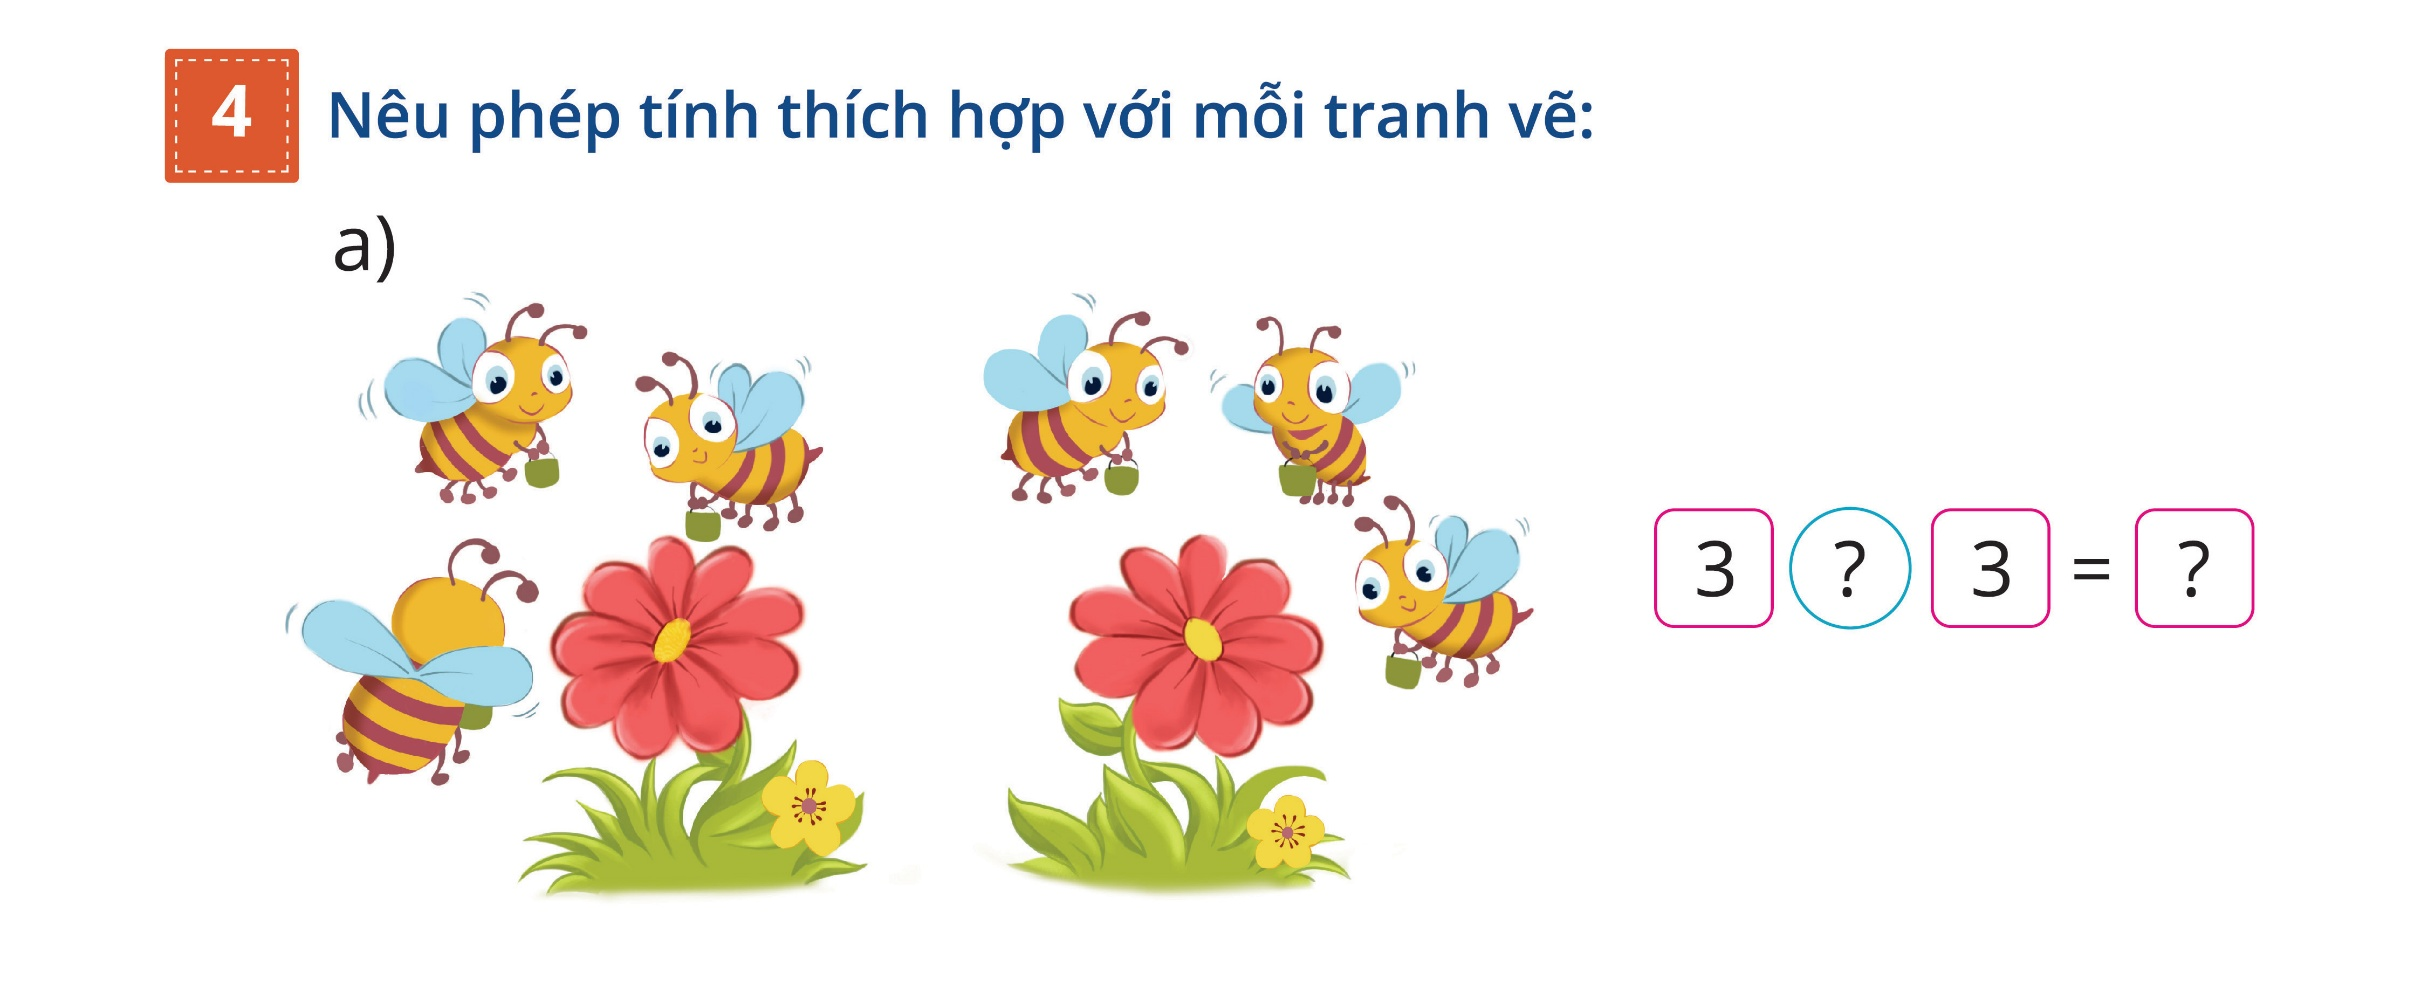 4 Nêu phép tính thích hợp với mỗi tranh vẽ:
a)
3 ? 3 = ?